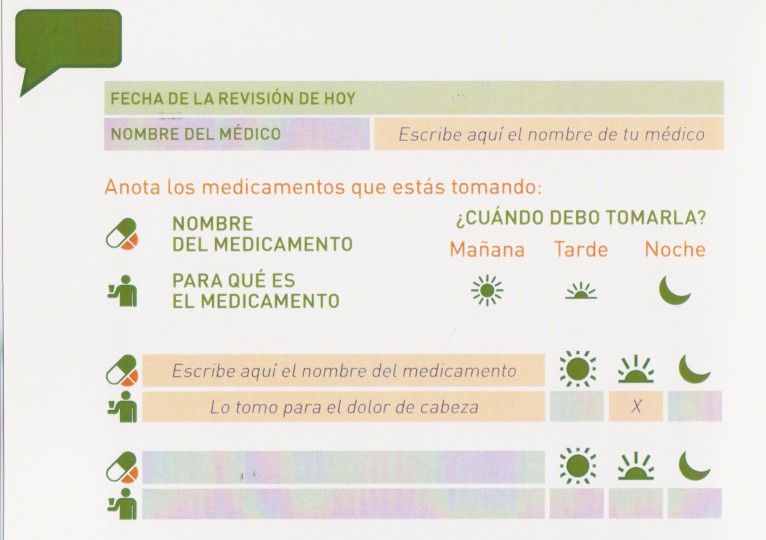 FECHA DE LA REVISIÓN DE HOY
NOMBRE DEL MÉDICO
Escribe aquí el nombre de tu médico
Anota los medicamentos que estás tomando:
NOMBRE
DEL MEDICAMENTO
¿CUÁNDO DEBO TOMARLA?
Mañana Tarde Noche
PARA QUÉ ES
EL MEDICAMENTO
Escribe aquí el nombre del medicamento
Lo tomo para el dolor de cabeza
X